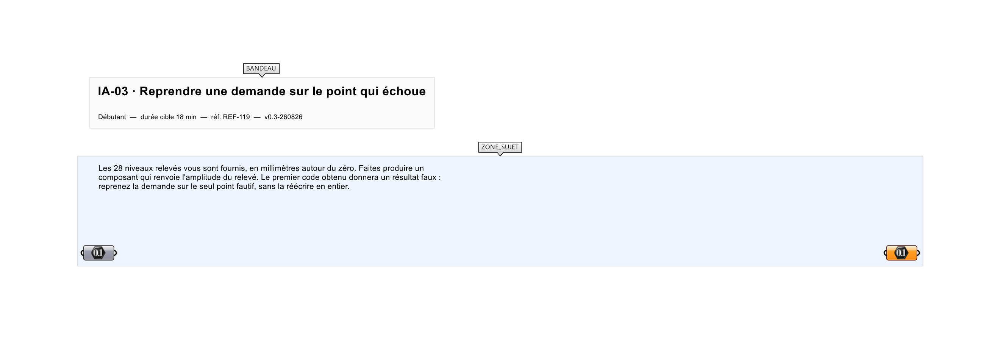 BANDEAU
IA-03 · Reprendre une demande sur le point qui échoue
Débutant — durée cible 18 min — réf. REF-119 — v0.3-260826
ZONE_SUJET
Les 28 niveaux relevés vous sont fournis, en millimètres autour du zéro. Faites produire un
composant qui renvoie l'amplitude du relevé. Le premier code obtenu donnera un résultat faux :
reprenez la demande sur le seul point fautif, sans la réécrire en entier.
0.1
0.1